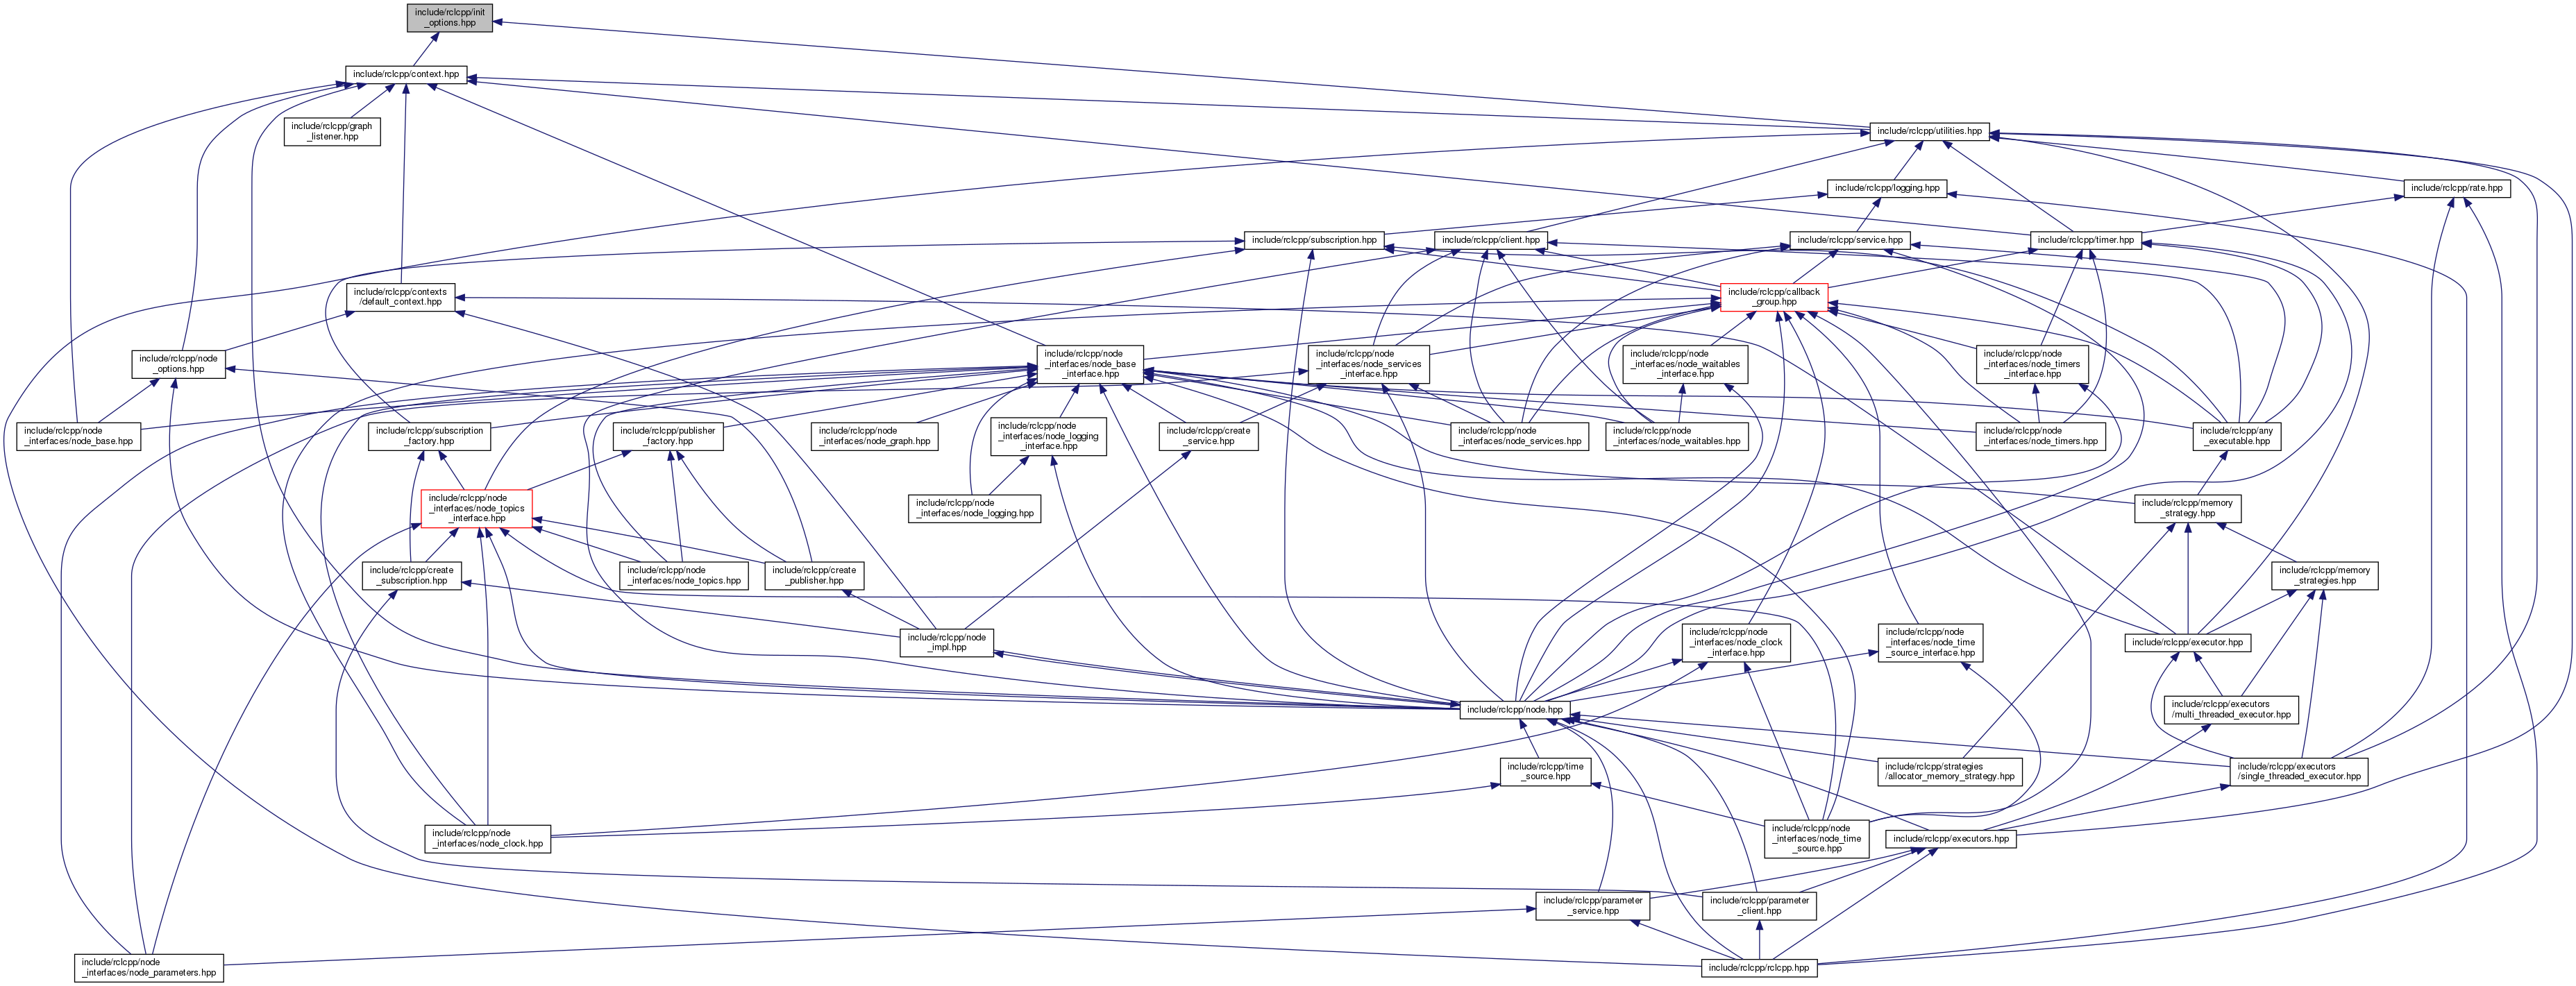 include/rclcpp/init
_options.hpp
include/rclcpp/context.hpp
include/rclcpp/graph
_listener.hpp
include/rclcpp/utilities.hpp
include/rclcpp/logging.hpp
include/rclcpp/rate.hpp
include/rclcpp/subscription.hpp
include/rclcpp/client.hpp
include/rclcpp/service.hpp
include/rclcpp/timer.hpp
include/rclcpp/contexts
/default_context.hpp
include/rclcpp/callback
_group.hpp
include/rclcpp/node
_options.hpp
include/rclcpp/node
_interfaces/node_base
_interface.hpp
include/rclcpp/node
_interfaces/node_services
_interface.hpp
include/rclcpp/node
_interfaces/node_waitables
_interface.hpp
include/rclcpp/node
_interfaces/node_timers
_interface.hpp
include/rclcpp/node
_interfaces/node_base.hpp
include/rclcpp/subscription
_factory.hpp
include/rclcpp/publisher
_factory.hpp
include/rclcpp/node
_interfaces/node_graph.hpp
include/rclcpp/node
_interfaces/node_logging
_interface.hpp
include/rclcpp/create
_service.hpp
include/rclcpp/node
_interfaces/node_services.hpp
include/rclcpp/node
_interfaces/node_waitables.hpp
include/rclcpp/node
_interfaces/node_timers.hpp
include/rclcpp/any
_executable.hpp
include/rclcpp/node
_interfaces/node_topics
_interface.hpp
include/rclcpp/node
_interfaces/node_logging.hpp
include/rclcpp/memory
_strategy.hpp
include/rclcpp/create
_subscription.hpp
include/rclcpp/node
_interfaces/node_topics.hpp
include/rclcpp/create
_publisher.hpp
include/rclcpp/memory
_strategies.hpp
include/rclcpp/node
_impl.hpp
include/rclcpp/node
_interfaces/node_clock
_interface.hpp
include/rclcpp/node
_interfaces/node_time
_source_interface.hpp
include/rclcpp/executor.hpp
include/rclcpp/node.hpp
include/rclcpp/executors
/multi_threaded_executor.hpp
include/rclcpp/time
_source.hpp
include/rclcpp/strategies
/allocator_memory_strategy.hpp
include/rclcpp/executors
/single_threaded_executor.hpp
include/rclcpp/node
_interfaces/node_clock.hpp
include/rclcpp/node
_interfaces/node_time
_source.hpp
include/rclcpp/executors.hpp
include/rclcpp/parameter
_service.hpp
include/rclcpp/parameter
_client.hpp
include/rclcpp/node
_interfaces/node_parameters.hpp
include/rclcpp/rclcpp.hpp